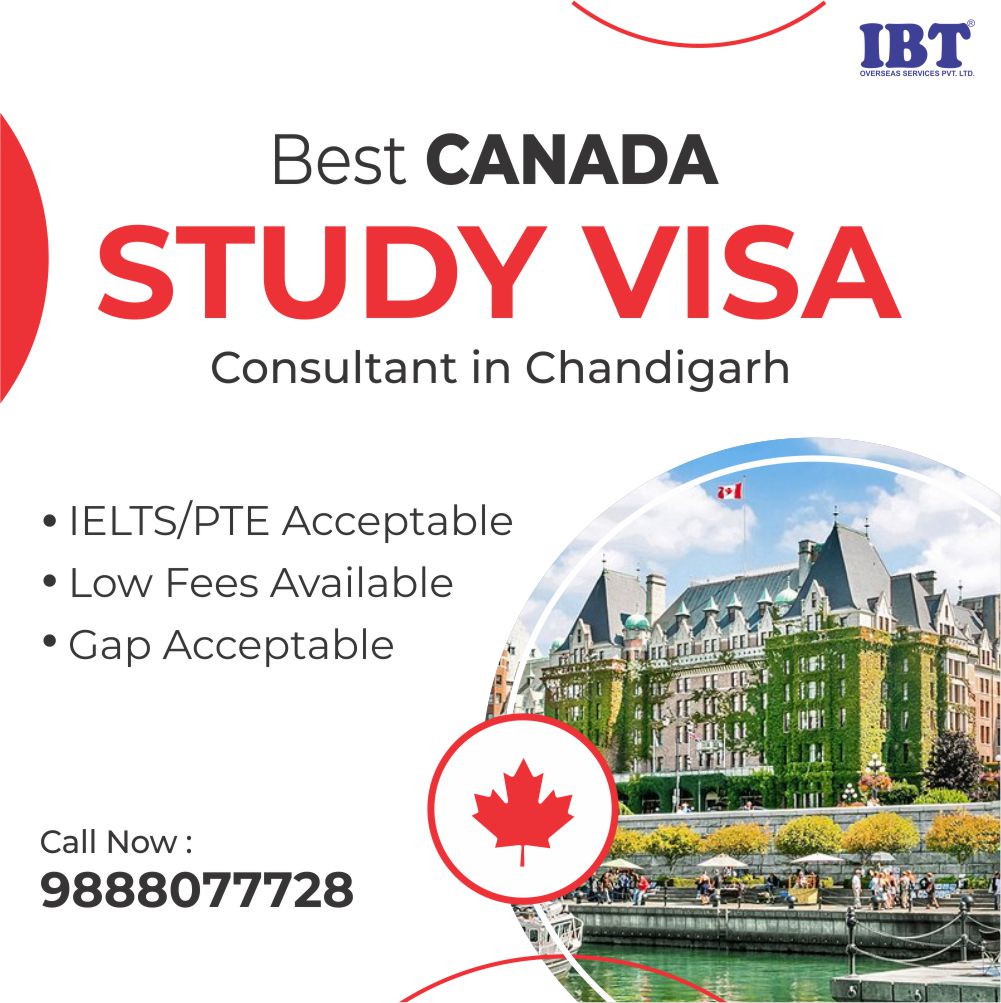 IBT®
OVERSEAS SERVICES PVT. LTD.
Best CANADA
STUDY VISA
Consultant in Chandigarh
• IELTS/PTE Acceptable
• Low Fees Available
• Gap Acceptable
Call Now :
9888077728